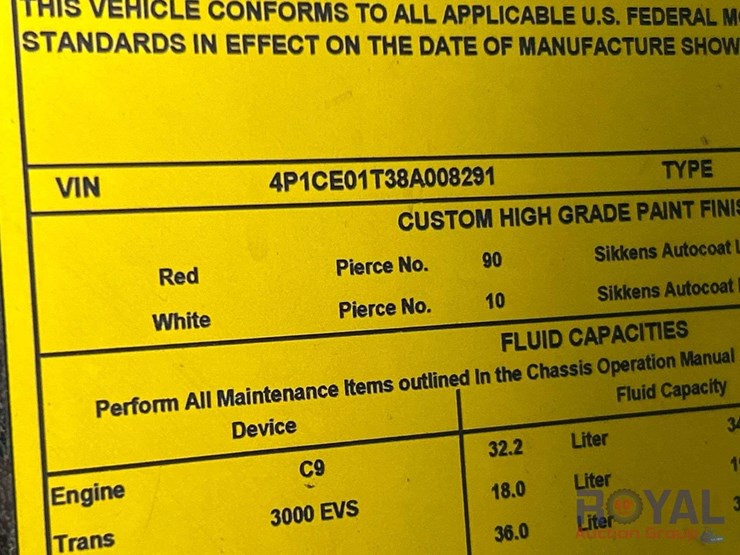 THIS VEHICLE CONFORMS TO ALL APPLICABLE U.S. FEDERAL
STANDARDS IN EFFECT ON THE DATE OF MANUFACTURE SHOW
VIN 4P1CE01T38A008291 TYPE
CUSTOM HIGH GRADE PAINT FINIS
Red Pierce No. 90 Sikkens Autocoat
White Pierce No. 10 Sikkens Autocoat
FLUID CAPACITIES
Perform All Maintenance Items outlined In the Chassis Operation Manual
Device Fluid Capacity
Engine C9 32.2 Liter
Trans 3000 EVS 18.0 Liter
36.0 Liter
ROYAL
Auction Group